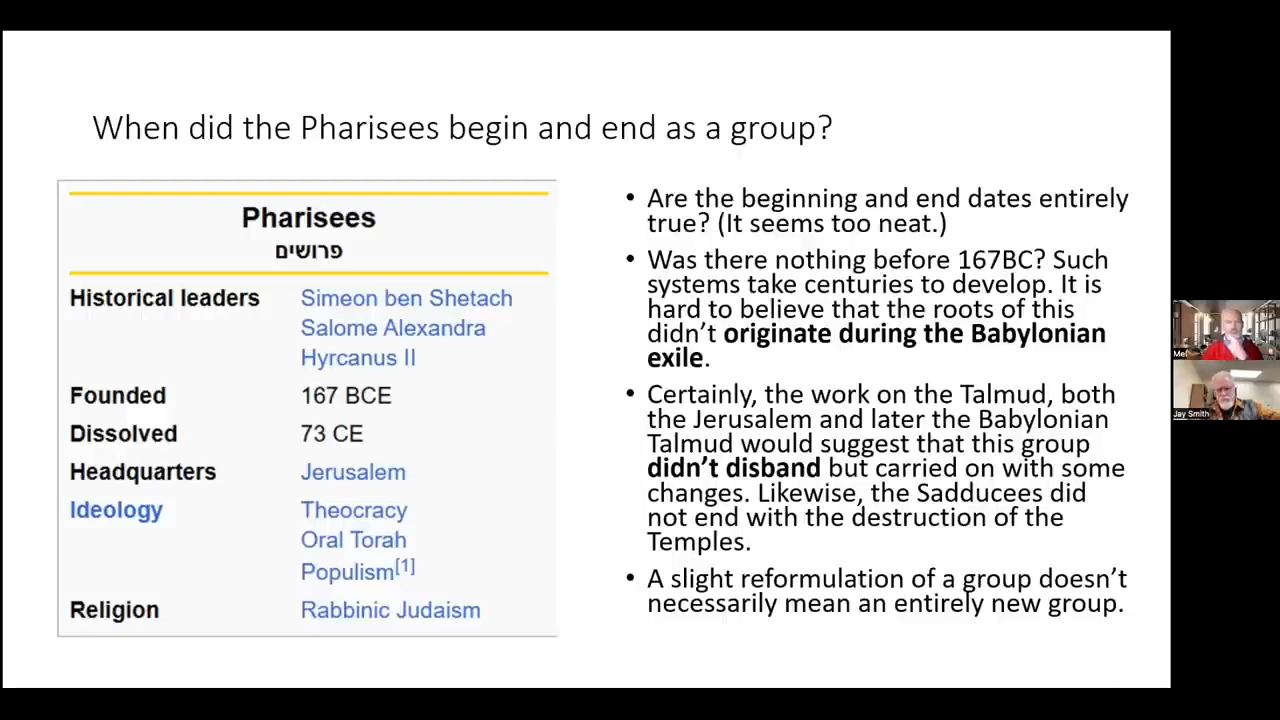 When did the Pharisees begin and end as a group?
Pharisees
פרושים
Historical leaders Simeon ben Shetach
Salome Alexandra
Hyrcanus II
Founded 167 BCE
Dissolved 73 CE
Headquarters Jerusalem
Ideology Theocracy
Oral Torah
Populism[1]
Religion Rabbinic Judaism
• Are the beginning and end dates entirely
true? (It seems too neat.)
• Was there nothing before 167BC? Such
systems take centuries to develop. It is
hard to believe that the roots of this
didn’t originate during the Babylonian
exile.
• Certainly, the work on the Talmud, both
the Jerusalem and later the Babylonian
Talmud would suggest that this group
didn’t disband but carried on with some
changes. Likewise, the Sadducees did
not end with the destruction of the
Temples.
• A slight reformulation of a group doesn’t
necessarily mean an entirely new group.
Mel
Jay Smith